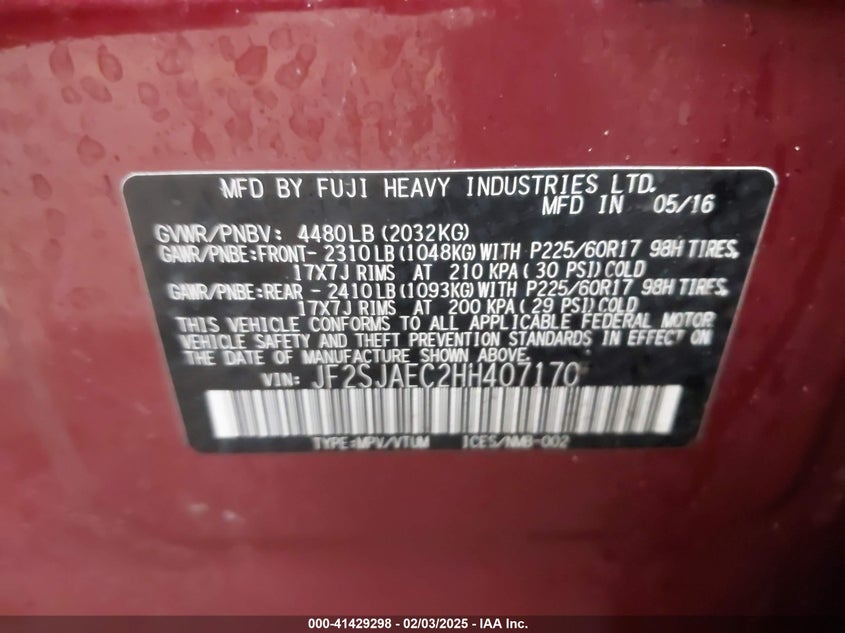 MFD BY FUJI HEAVY INDUSTRIES LTD.
MFD IN 05/16
GVWR/PNBV: 4480LB (2032KG)
GAWR/PNBE:FRONT- 2310LB (1048KG)WITH P225/60R17 98H TIRES,
17X7J RIMS AT 210 KPA ( 30 PSI)COLD
GAWR/PNBE:REAR - 2410LB (1093KG)WITH P225/60R17 98H TIRES,
17X7J RIMS AT 200 KPA ( 29 PSI)COLD
THIS VEHICLE CONFORMS TO ALL APPLICABLE FEDERAL MOTOR
VEHICLE SAFETY AND THEFT PREVENTION STANDARDS IN EFFECT ON
THE DATE OF MANUFACTURE SHOWN ABOVE.
VIN: JF2SJAEC2HH407170
TYPE:MPV/VTUM ICES/NMB-002
000-41429298 - 02/03/2025 - IAA Inc.